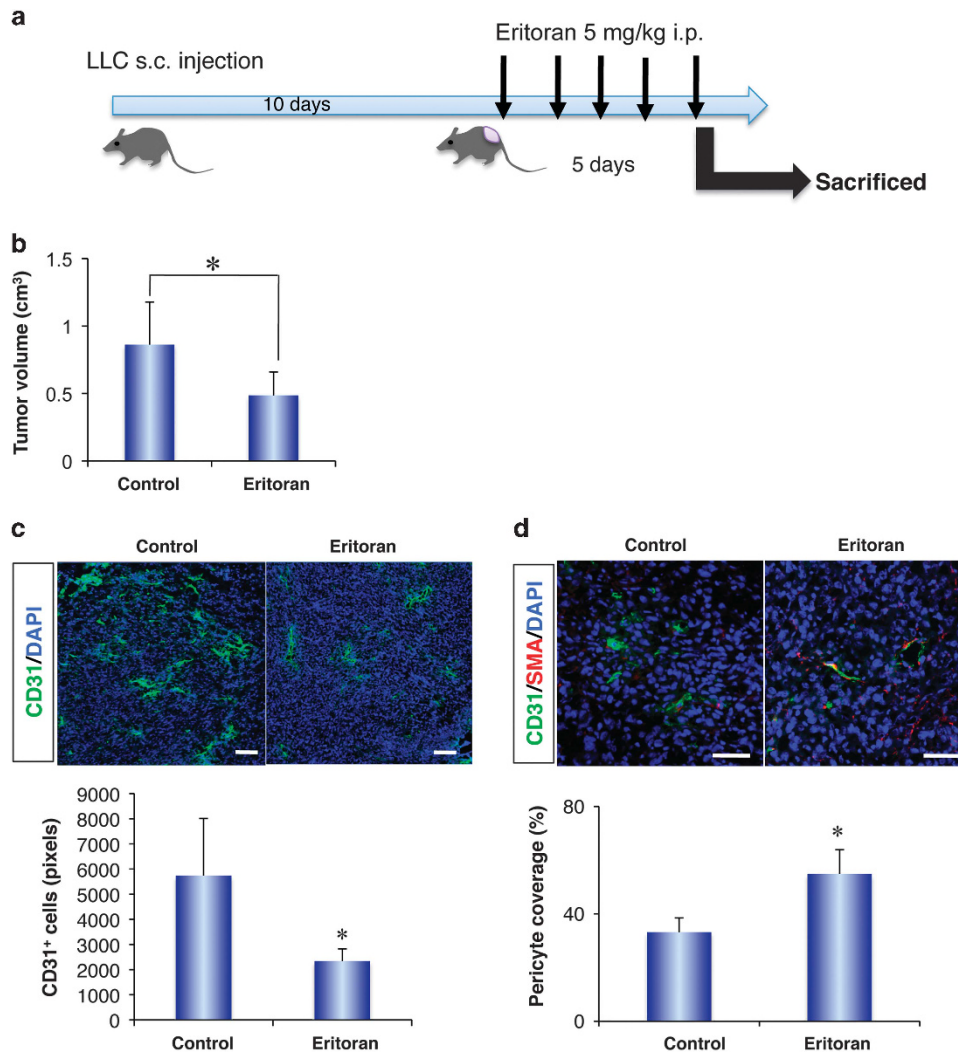 a
Eritoran 5 mg/kg i.p.
LLC s.c. injection
10 days
5 days
Sacrificed
b
Tumor volume (cm³)
1.5
1
0.5
0
*
Control
Eritoran
c
Control
Eritoran
CD31/DAPI
CD31⁺ cells (pixels)
9000
8000
7000
6000
5000
4000
3000
2000
1000
0
*
Control
Eritoran
d
Control
Eritoran
CD31/SMA/DAPI
Pericyte coverage (%)
80
40
0
*
Control
Eritoran